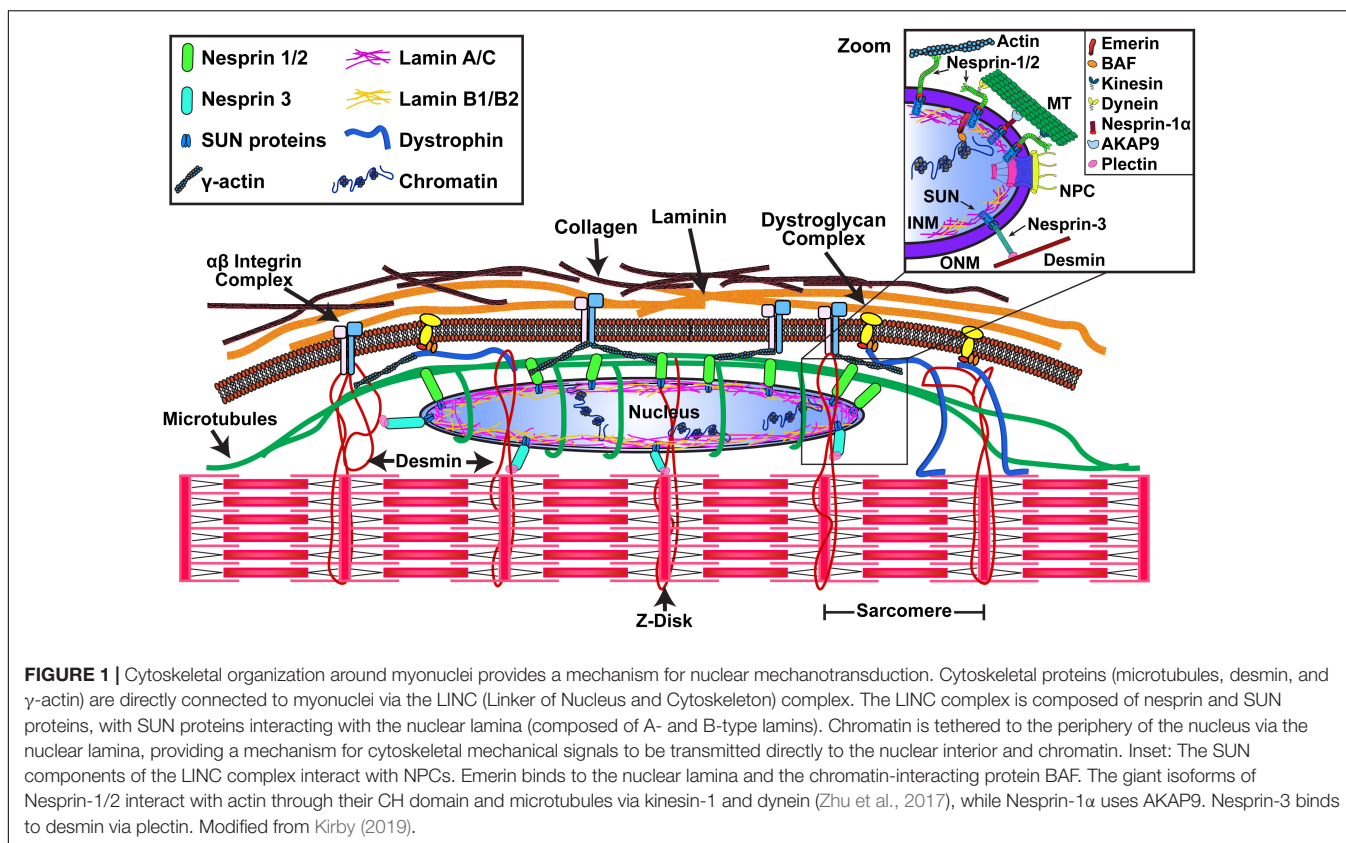 Nesprin 1/2
Nesprin 3
SUN proteins
γ-actin
Lamin A/C
Lamin B1/B2
Dystrophin
Chromatin
Zoom
Actin
Nesprin-1/2
MT
NPC
SUN
INM
ONM
Nesprin-3
Desmin
Emerin
BAF
Kinesin
Dynein
Nesprin-1α
AKAP9
Plectin
αβ Integrin
Complex
Collagen
Laminin
Dystroglycan
Complex
Microtubules
Nucleus
Desmin
Z-Disk
Sarcomere
FIGURE 1 | Cytoskeletal organization around myonuclei provides a mechanism for nuclear mechanotransduction. Cytoskeletal proteins (microtubules, desmin, and
γ-actin) are directly connected to myonuclei via the LINC (Linker of Nucleus and Cytoskeleton) complex. The LINC complex is composed of nesprin and SUN
proteins, with SUN proteins interacting with the nuclear lamina (composed of A- and B-type lamins). Chromatin is tethered to the periphery of the nucleus via the
nuclear lamina, providing a mechanism for cytoskeletal mechanical signals to be transmitted directly to the nuclear interior and chromatin. Inset: The SUN
components of the LINC complex interact with NPCs. Emerin binds to the nuclear lamina and the chromatin-interacting protein BAF. The giant isoforms of
Nesprin-1/2 interact with actin through their CH domain and microtubules via kinesin-1 and dynein (Zhu et al., 2017), while Nesprin-1α uses AKAP9. Nesprin-3 binds
to desmin via plectin. Modified from Kirby (2019).